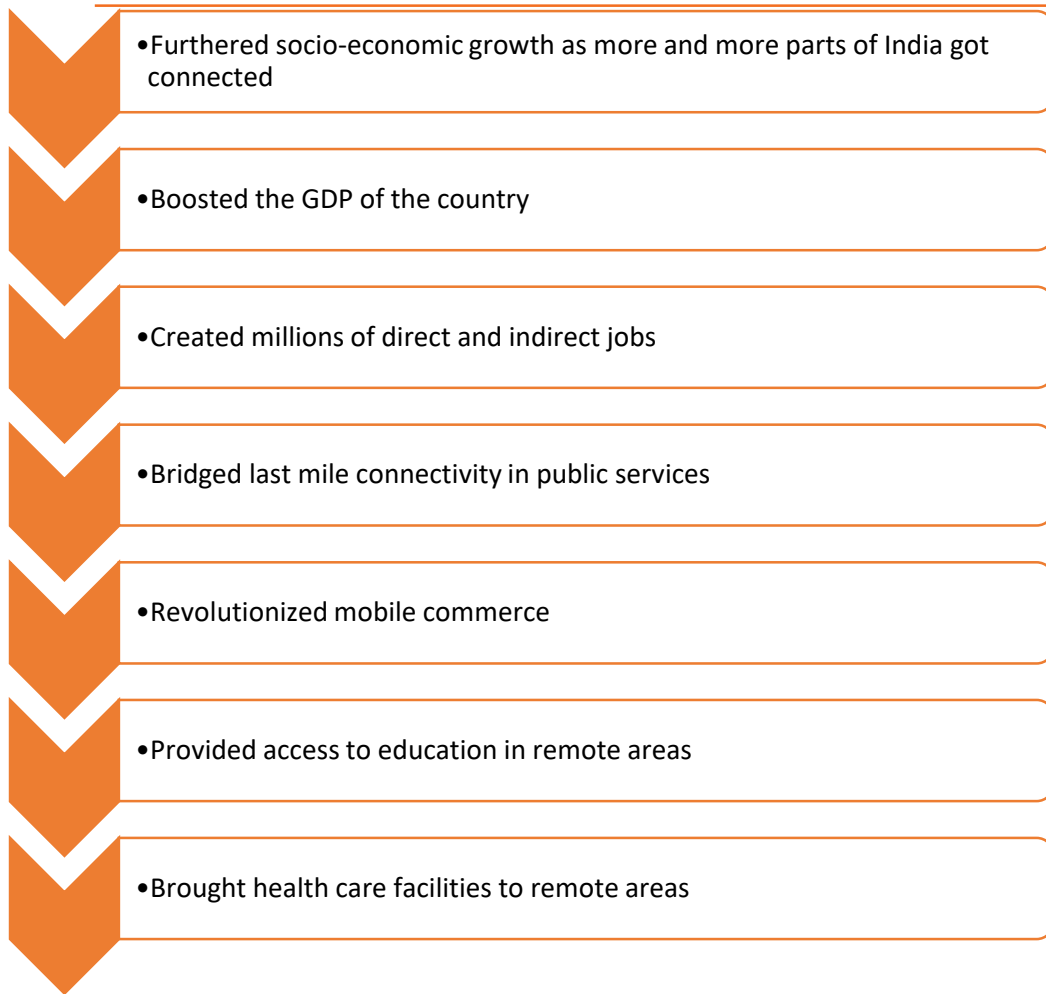 •Furthered socio-economic growth as more and more parts of India got
connected
•Boosted the GDP of the country
•Created millions of direct and indirect jobs
•Bridged last mile connectivity in public services
•Revolutionized mobile commerce
•Provided access to education in remote areas
•Brought health care facilities to remote areas